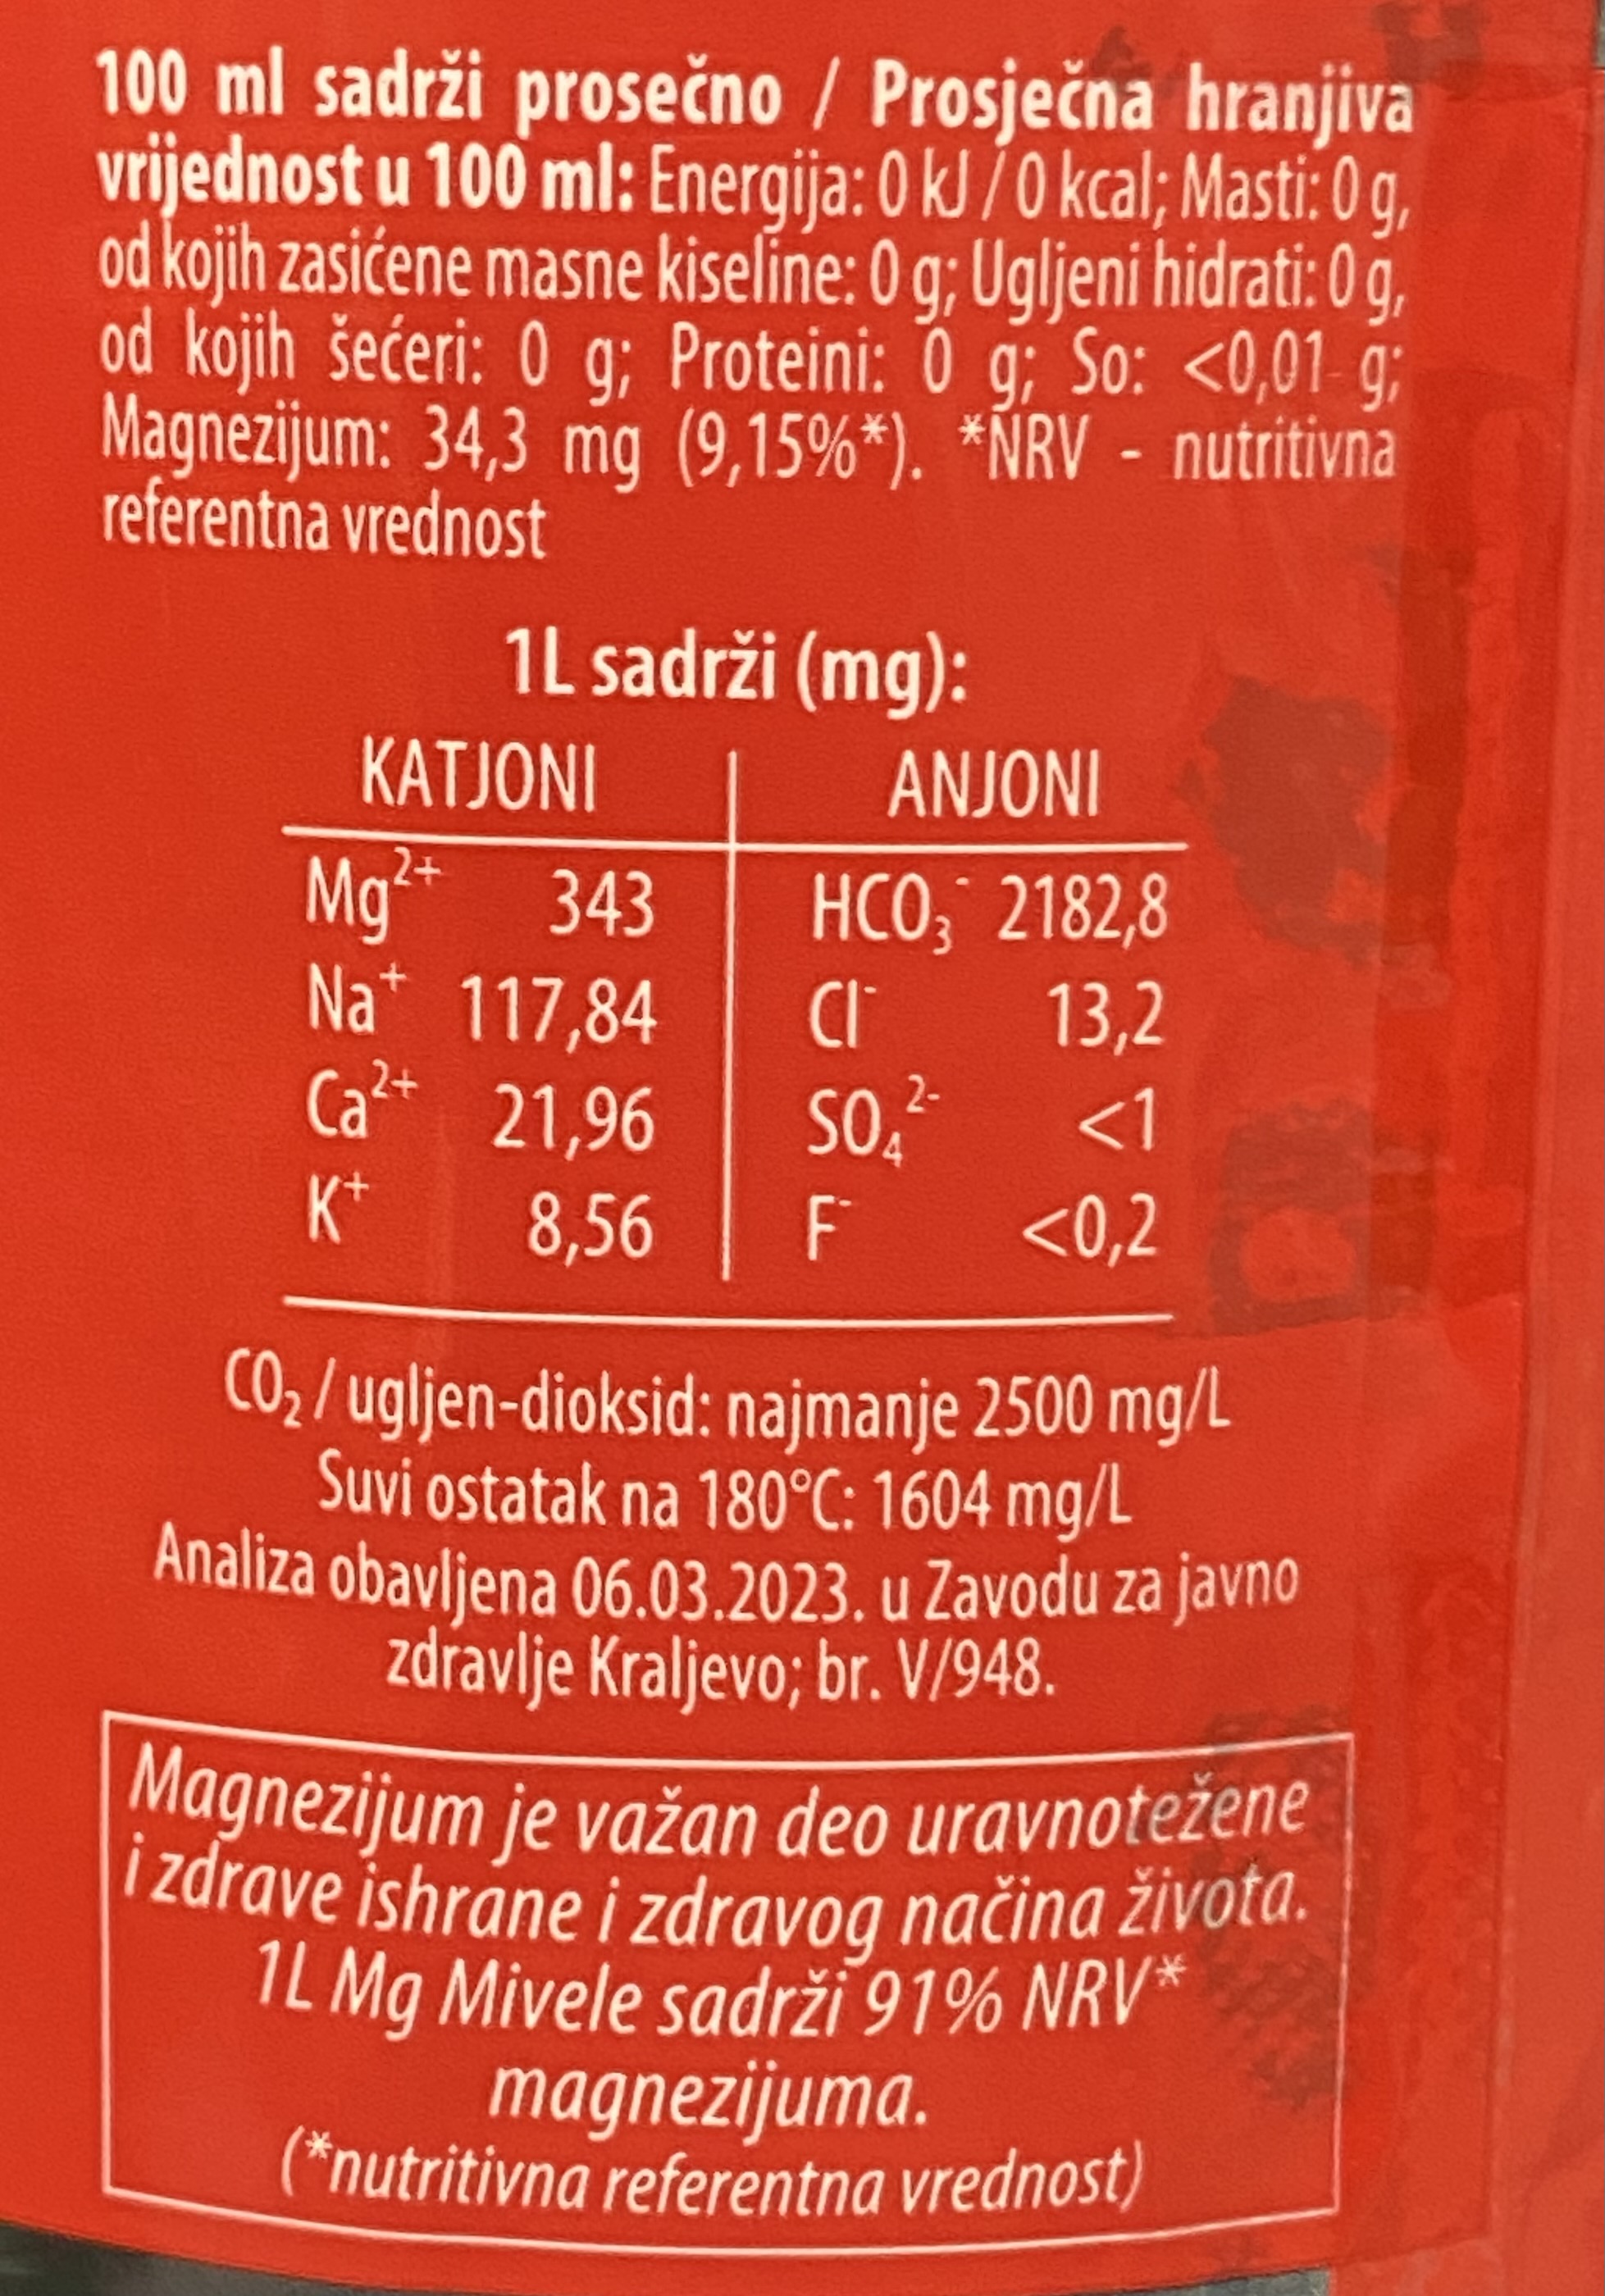 100 ml sadrži prosečno / Prosječna hranjiva
vrijednost u 100 ml: Energija: 0 kJ / 0 kcal; Masti: 0 g,
od kojih zasićene masne kiseline: 0 g; Ugljeni hidrati: 0 g,
od kojih šećeri: 0 g; Proteini: 0 g; So: <0,01 g;
Magnezijum: 34,3 mg (9,15%*). *NRV - nutritivna
referentna vrednost
1L sadrži (mg):
KATJONI ANJONI
Mg²⁺ 343 HCO₃⁻ 2182,8
Na⁺ 117,84 Cl⁻ 13,2
Ca²⁺ 21,96 SO₄²⁻ <1
K⁺ 8,56 F⁻ <0,2
CO₂ / ugljen-dioksid: najmanje 2500 mg/L
Suvi ostatak na 180°C: 1604 mg/L
Analiza obavljena 06.03.2023. u Zavodu za javno
zdravlje Kraljevo; br. V/948.
Magnezijum je važan deo uravnotežene
i zdrave ishrane i zdravog načina života.
1L Mg Mivele sadrži 91% NRV*
magnezijuma.
(*nutritivna referentna vrednost)